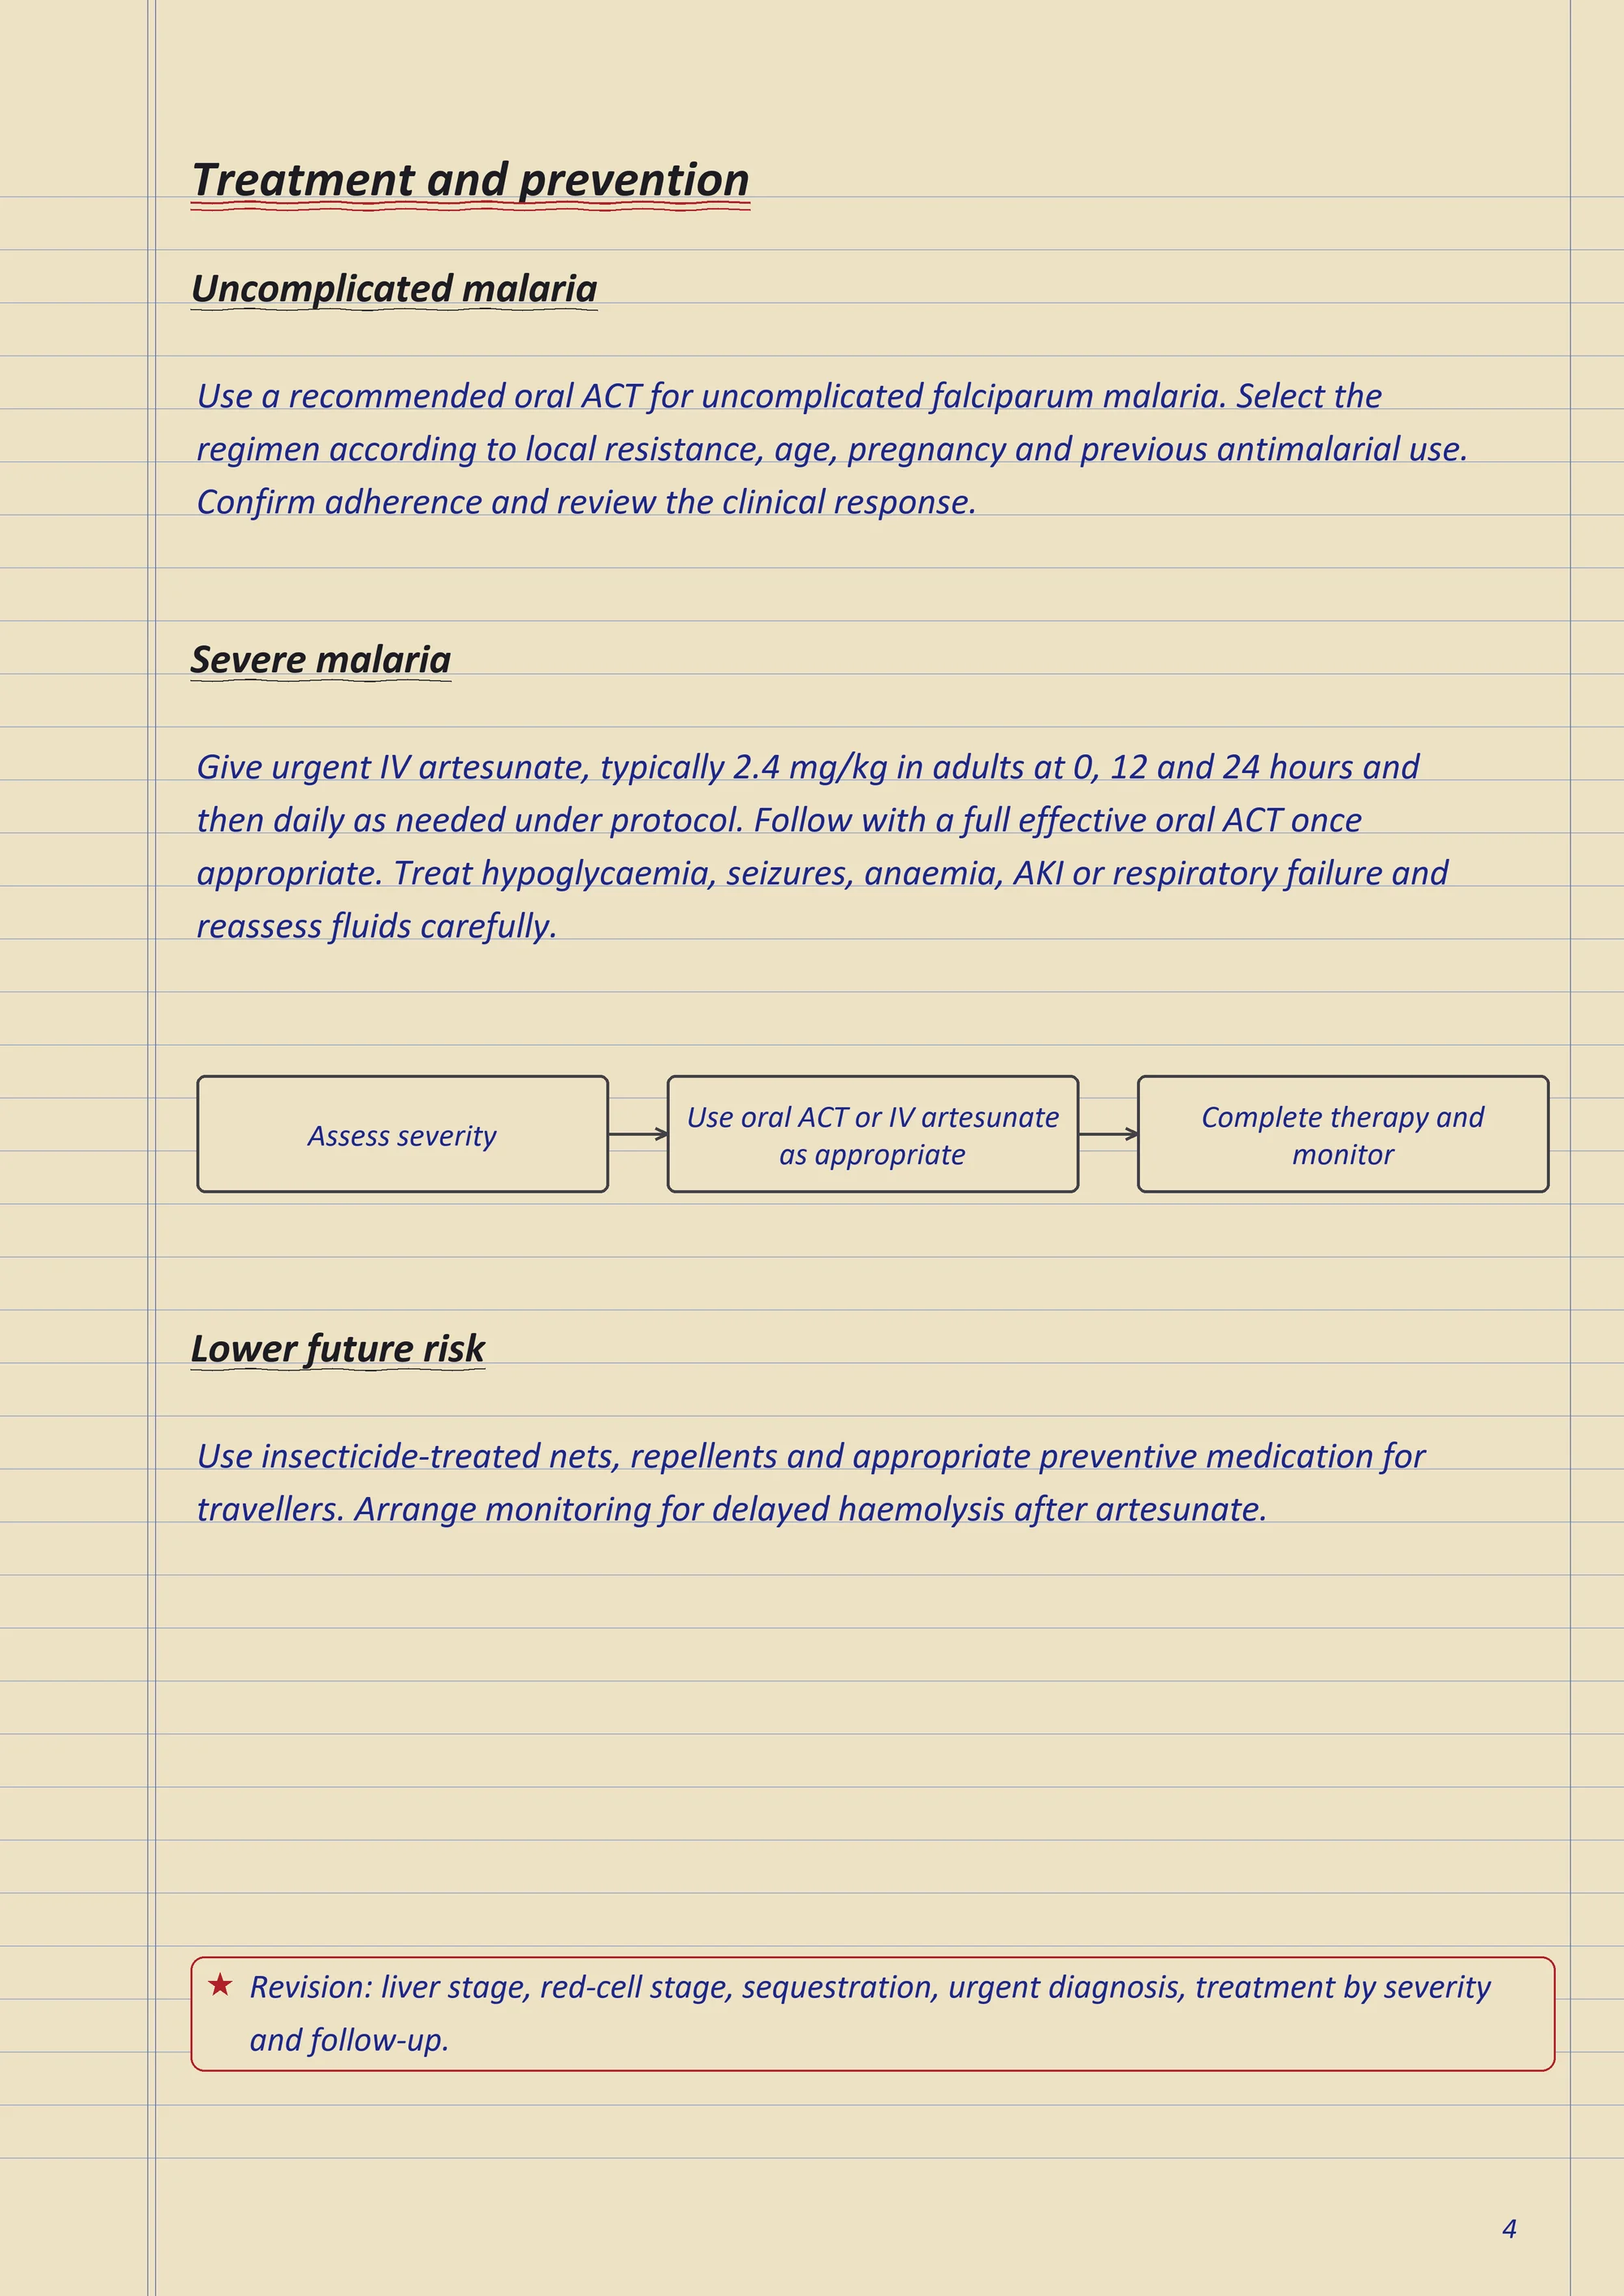 Treatment and prevention
Uncomplicated malaria
Use a recommended oral ACT for uncomplicated falciparum malaria. Select the
regimen according to local resistance, age, pregnancy and previous antimalarial use.
Confirm adherence and review the clinical response.
Severe malaria
Give urgent IV artesunate, typically 2.4 mg/kg in adults at 0, 12 and 24 hours and
then daily as needed under protocol. Follow with a full effective oral ACT once
appropriate. Treat hypoglycaemia, seizures, anaemia, AKI or respiratory failure and
reassess fluids carefully.
Assess severity
Use oral ACT or IV artesunate
as appropriate
Complete therapy and
monitor
Lower future risk
Use insecticide-treated nets, repellents and appropriate preventive medication for
travellers. Arrange monitoring for delayed haemolysis after artesunate.
★ Revision: liver stage, red-cell stage, sequestration, urgent diagnosis, treatment by severity
and follow-up.
4